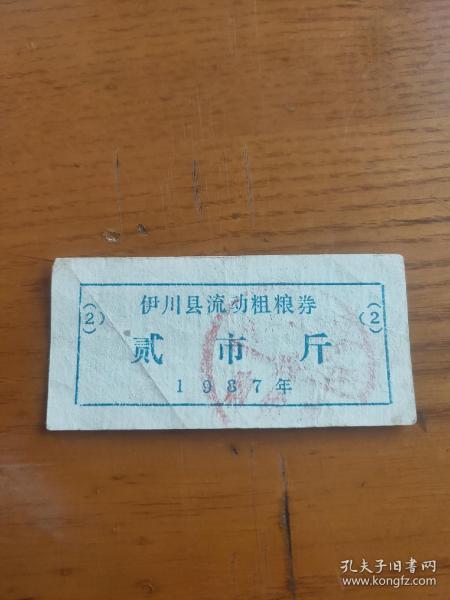 伊川县流动粗粮券
(2)
(2)
贰市斤
1987年
孔夫子旧书网
www.kongfz.com